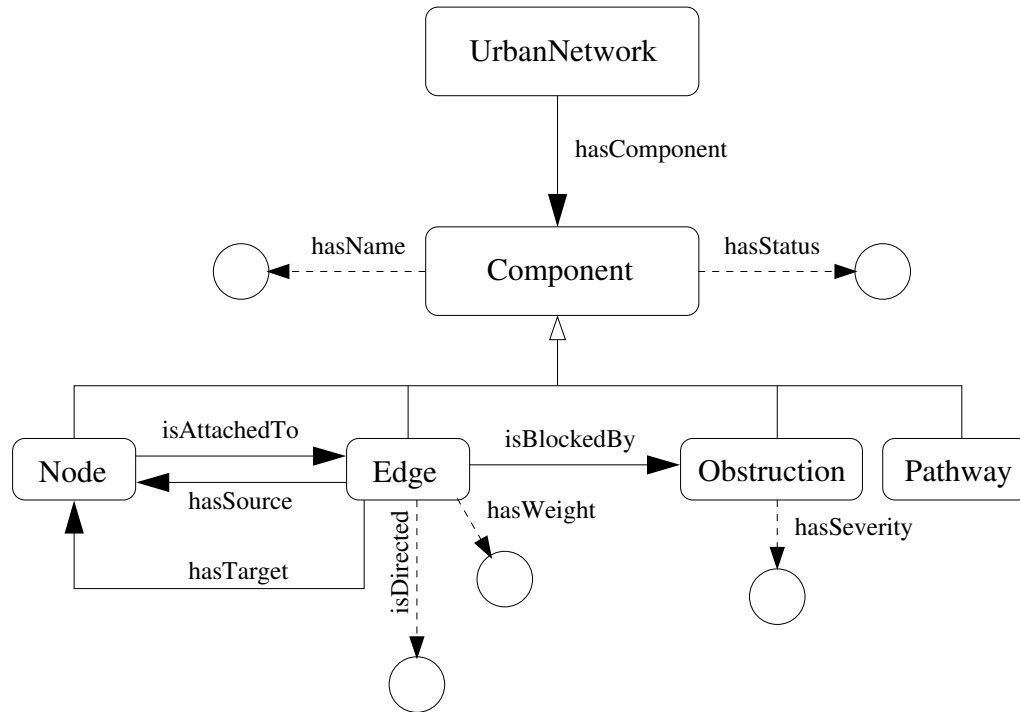 UrbanNetwork
hasComponent
hasName
hasStatus
Component
isAttachedTo
isBlockedBy
Node
Edge
Obstruction
Pathway
hasSource
hasWeight
hasSeverity
hasTarget
isDirected